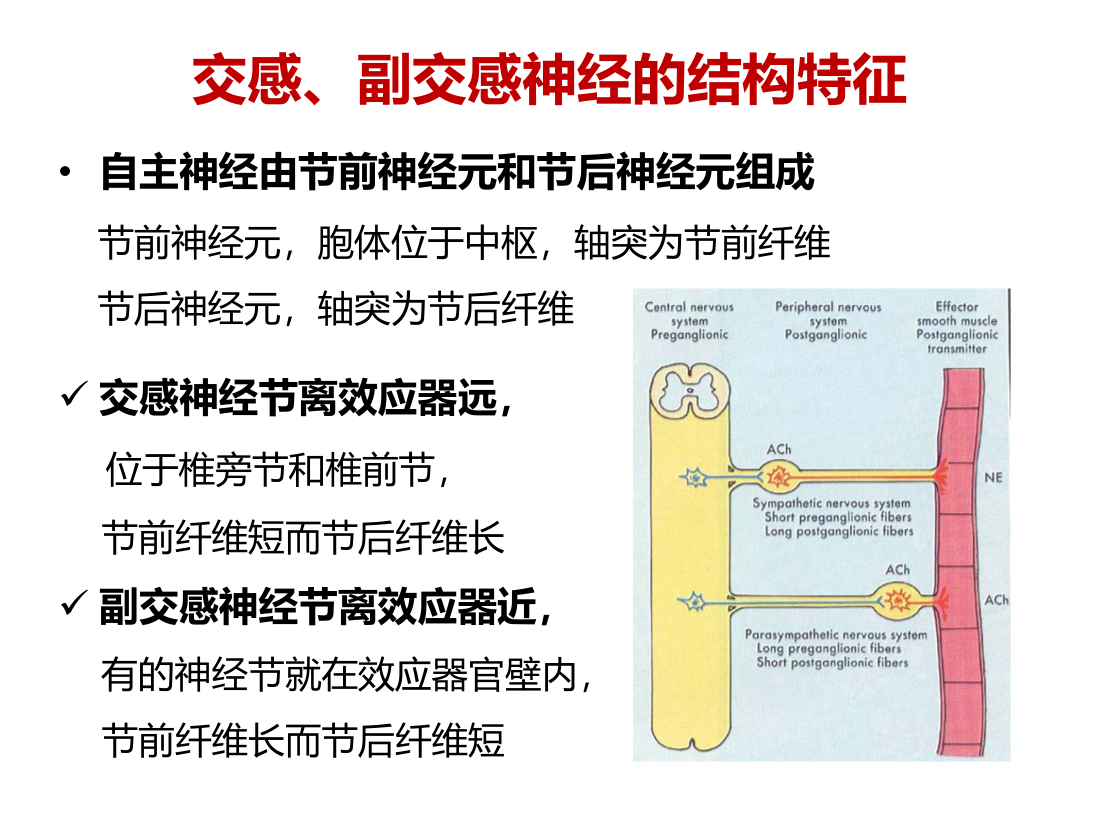 交感、副交感神经的结构特征
• 自主神经由节前神经元和节后神经元组成
节前神经元，胞体位于中枢，轴突为节前纤维
节后神经元，轴突为节后纤维
✓ 交感神经节离效应器远，
位于椎旁节和椎前节，
节前纤维短而节后纤维长
✓ 副交感神经节离效应器近，
有的神经节就在效应器官壁内，
节前纤维长而节后纤维短
Central nervous
system
Preganglionic
Peripheral nervous
system
Postganglionic
Effector
smooth muscle
Postganglionic
transmitter
ACh
NE
Sympathetic nervous system
Short preganglionic fibers
Long postganglionic fibers
ACh
ACh
Parasympathetic nervous system
Long preganglionic fibers
Short postganglionic fibers